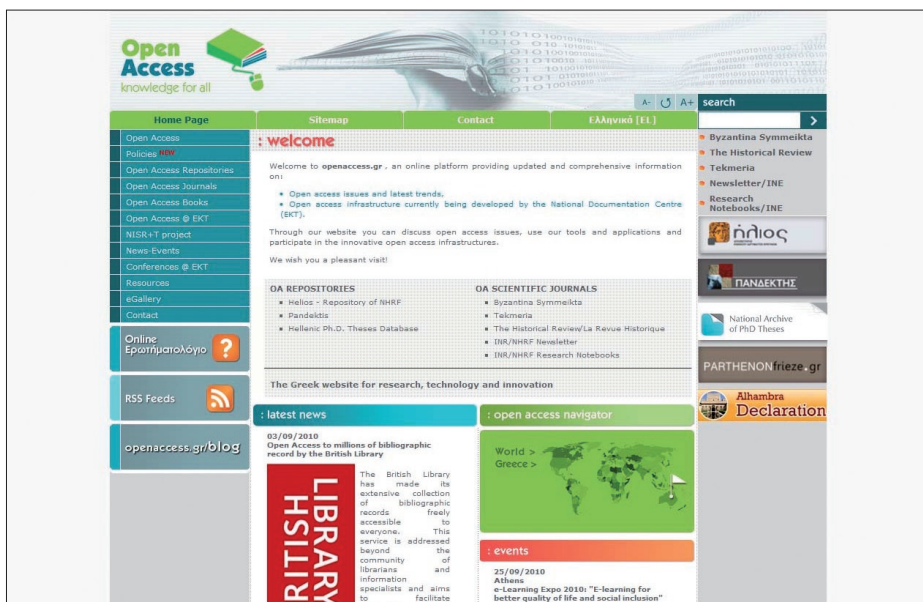 Open
Access
knowledge for all
A- A+
search
Home Page
Sitemap
Contact
Ελληνικά [EL]
Open Access
Policies NEW
Open Access Repositories
Open Access Journals
Open Access Books
Open Access @ EKT
NISR+T project
News-Events
Conferences @ EKT
Resources
eGallery
Contact
Online
Ερωτηματολόγιο
RSS Feeds
openaccess.gr/blog
: welcome
Welcome to openaccess.gr , an online platform providing updated and comprehensive information
on:
Open access issues and latest trends.
Open access infrastructure currently being developed by the National Documentation Centre
(EKT).
Through our website you can discuss open access issues, use our tools and applications and
participate in the innovative open access infrastructures.
We wish you a pleasant visit!
OA REPOSITORIES
Helios - Repository of NHRF
Pandektis
Hellenic Ph.D. Theses Database
OA SCIENTIFIC JOURNALS
Byzantina Symmeikta
Tekmeria
The Historical Review/La Revue Historique
INR/NHRF Newsletter
INR/NHRF Research Notebooks
The Greek website for research, technology and innovation
: latest news
03/09/2010
Open Access to millions of bibliographic
record by the British Library
LIBRARY
BRITISH
The British Library
has made its
extensive collection
of bibliographic
records freely
accessible to
everyone. This
service is addressed
beyond the
community of
librarians and
information
specialists and aims
to facilitate
: open access navigator
World >
Greece >
: events
25/09/2010
Athens
e-Learning Expo 2010: "E-learning for
better quality of life and social inclusion"
Byzantina Symmeikta
The Historical Review
Tekmeria
Newsletter/INE
Research
Notebooks/INE
ήλιος
ΠΑΝΔΕΚΤΗΣ
National Archive
of PhD Theses
PARTHENONfrieze.gr
Alhambra
Declaration